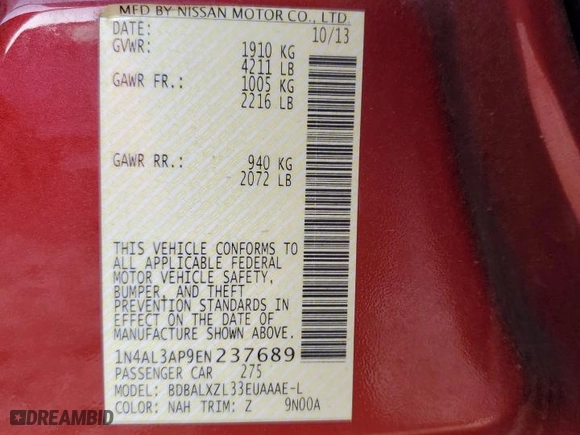 MFD BY NISSAN MOTOR CO., LTD.
DATE: 10/13
GVWR: 1910 KG
4211 LB
GAWR FR.: 1005 KG
2216 LB
GAWR RR.: 940 KG
2072 LB
THIS VEHICLE CONFORMS TO
ALL APPLICABLE FEDERAL
MOTOR VEHICLE SAFETY,
BUMPER, AND THEFT
PREVENTION STANDARDS IN
EFFECT ON THE DATE OF
MANUFACTURE SHOWN ABOVE.
1N4AL3AP9EN237689
PASSENGER CAR 275
MODEL: BDBALXZL33EUAAAE-L
COLOR: NAH TRIM: Z 9N00A
© DREAMBID